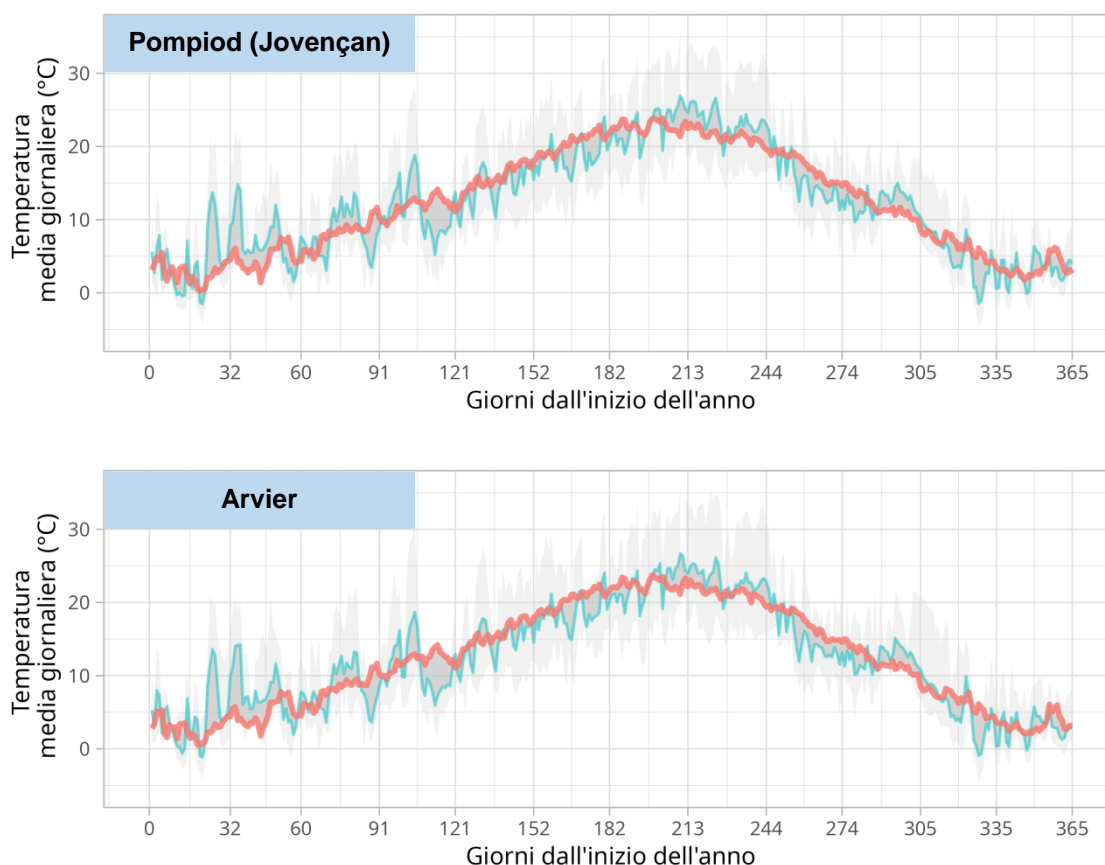 Pompiod (Jovençan)
Temperatura
media giornaliera (°C)
30
20
10
0
0 32 60 91 121 152 182 213 244 274 305 335 365
Giorni dall'inizio dell'anno
Arvier
Temperatura
media giornaliera (°C)
30
20
10
0
0 32 60 91 121 152 182 213 244 274 305 335 365
Giorni dall'inizio dell'anno